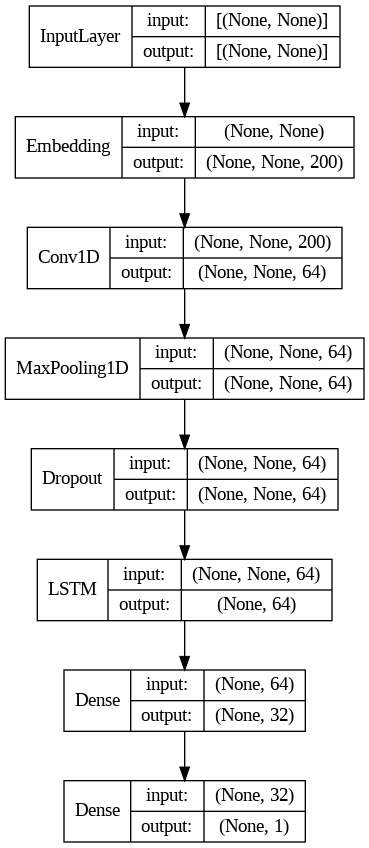 InputLayer
input: [(None, None)]
output: [(None, None)]
Embedding
input: (None, None)
output: (None, None, 200)
Conv1D
input: (None, None, 200)
output: (None, None, 64)
MaxPooling1D
input: (None, None, 64)
output: (None, None, 64)
Dropout
input: (None, None, 64)
output: (None, None, 64)
LSTM
input: (None, None, 64)
output: (None, 64)
Dense
input: (None, 64)
output: (None, 32)
Dense
input: (None, 32)
output: (None, 1)